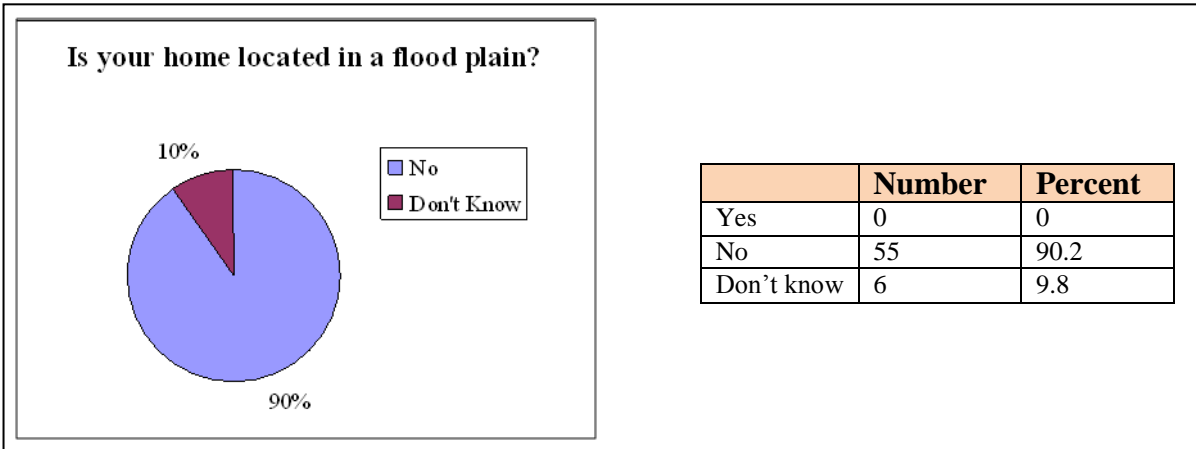 Is your home located in a flood plain?
10%
No
Don't Know
90%
Number Percent
Yes 0 0
No 55 90.2
Don’t know 6 9.8